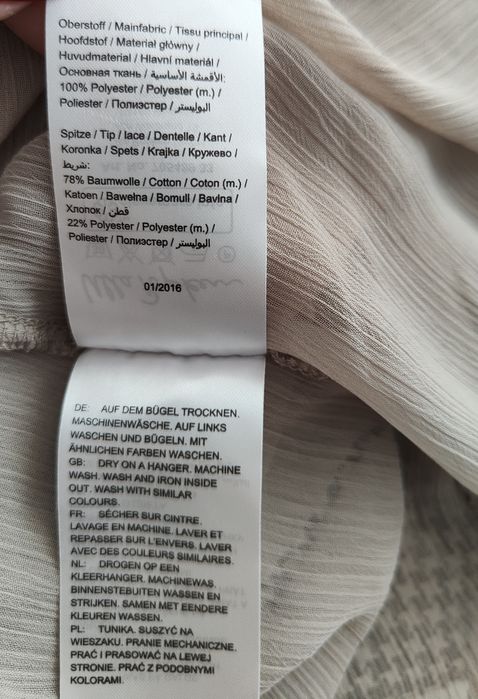 Oberstoff / Mainfabric / Tissu principal /
Hoofdstof / Materiał główny /
Huvudmaterial / Hlavní materiál /
Основная ткань / الأقمشة الأساسية:
100% Polyester / Polyester (m.) /
Poliester / Полиэстер / البوليستر
Spitze / Tip / lace / Dentelle / Kant /
Koronka / Spets / Krajka / Кружево /
شريط:
78% Baumwolle / Cotton / Coton (m.) /
Katoen / Bawełna / Bomull / Bavlna /
Хлопок / قطن
22% Polyester / Polyester (m.) /
Poliester / Полиэстер / البوليستر
01/2016
DE: AUF DEM BÜGEL TROCKNEN.
MASCHINENWÄSCHE. AUF LINKS
WASCHEN UND BÜGELN. MIT
ÄHNLICHEN FARBEN WASCHEN.
GB: DRY ON A HANGER. MACHINE
WASH. WASH AND IRON INSIDE
OUT. WASH WITH SIMILAR
COLOURS.
FR: SÉCHER SUR CINTRE.
LAVAGE EN MACHINE. LAVER ET
REPASSER SUR L'ENVERS. LAVER
AVEC DES COULEURS SIMILAIRES.
NL: DROGEN OP EEN
KLEERHANGER. MACHINEWAS.
BINNENSTEBUITEN WASSEN EN
STRIJKEN. SAMEN MET EENDERE
KLEUREN WASSEN.
PL: TUNIKA. SUSZYĆ NA
WIESZAKU. PRANIE MECHANICZNE.
PRAĆ I PRASOWAĆ NA LEWEJ
STRONIE. PRAĆ Z PODOBNYMI
KOLORAMI.